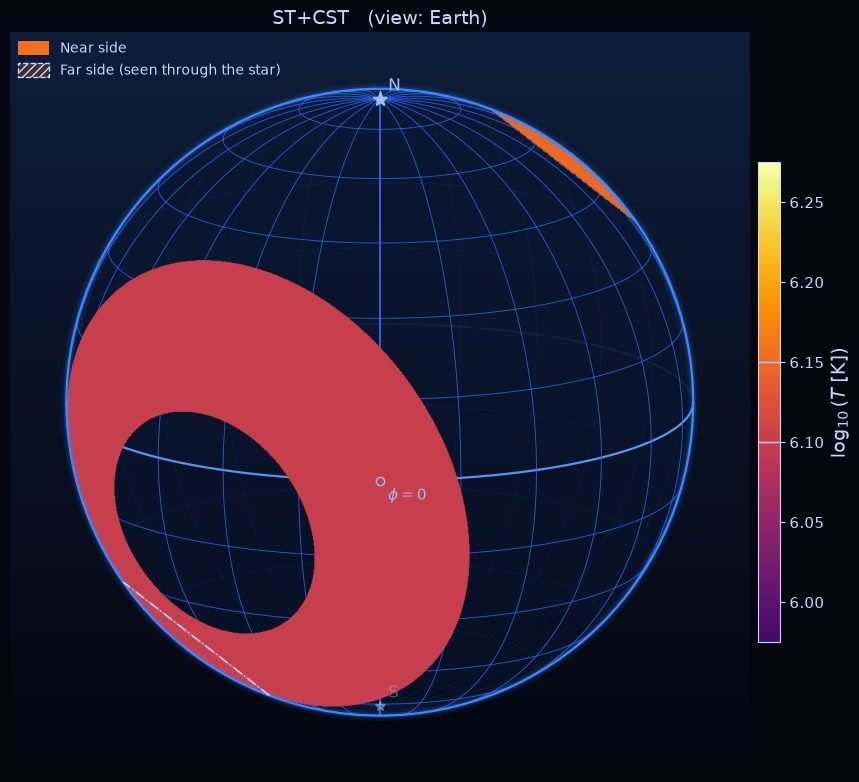 ST+CST   (view: Earth)
Near side
Far side (seen through the star)
N
6.25
6.20
6.15
6.10
6.05
6.00
log₁₀(T [K])
ϕ = 0
S